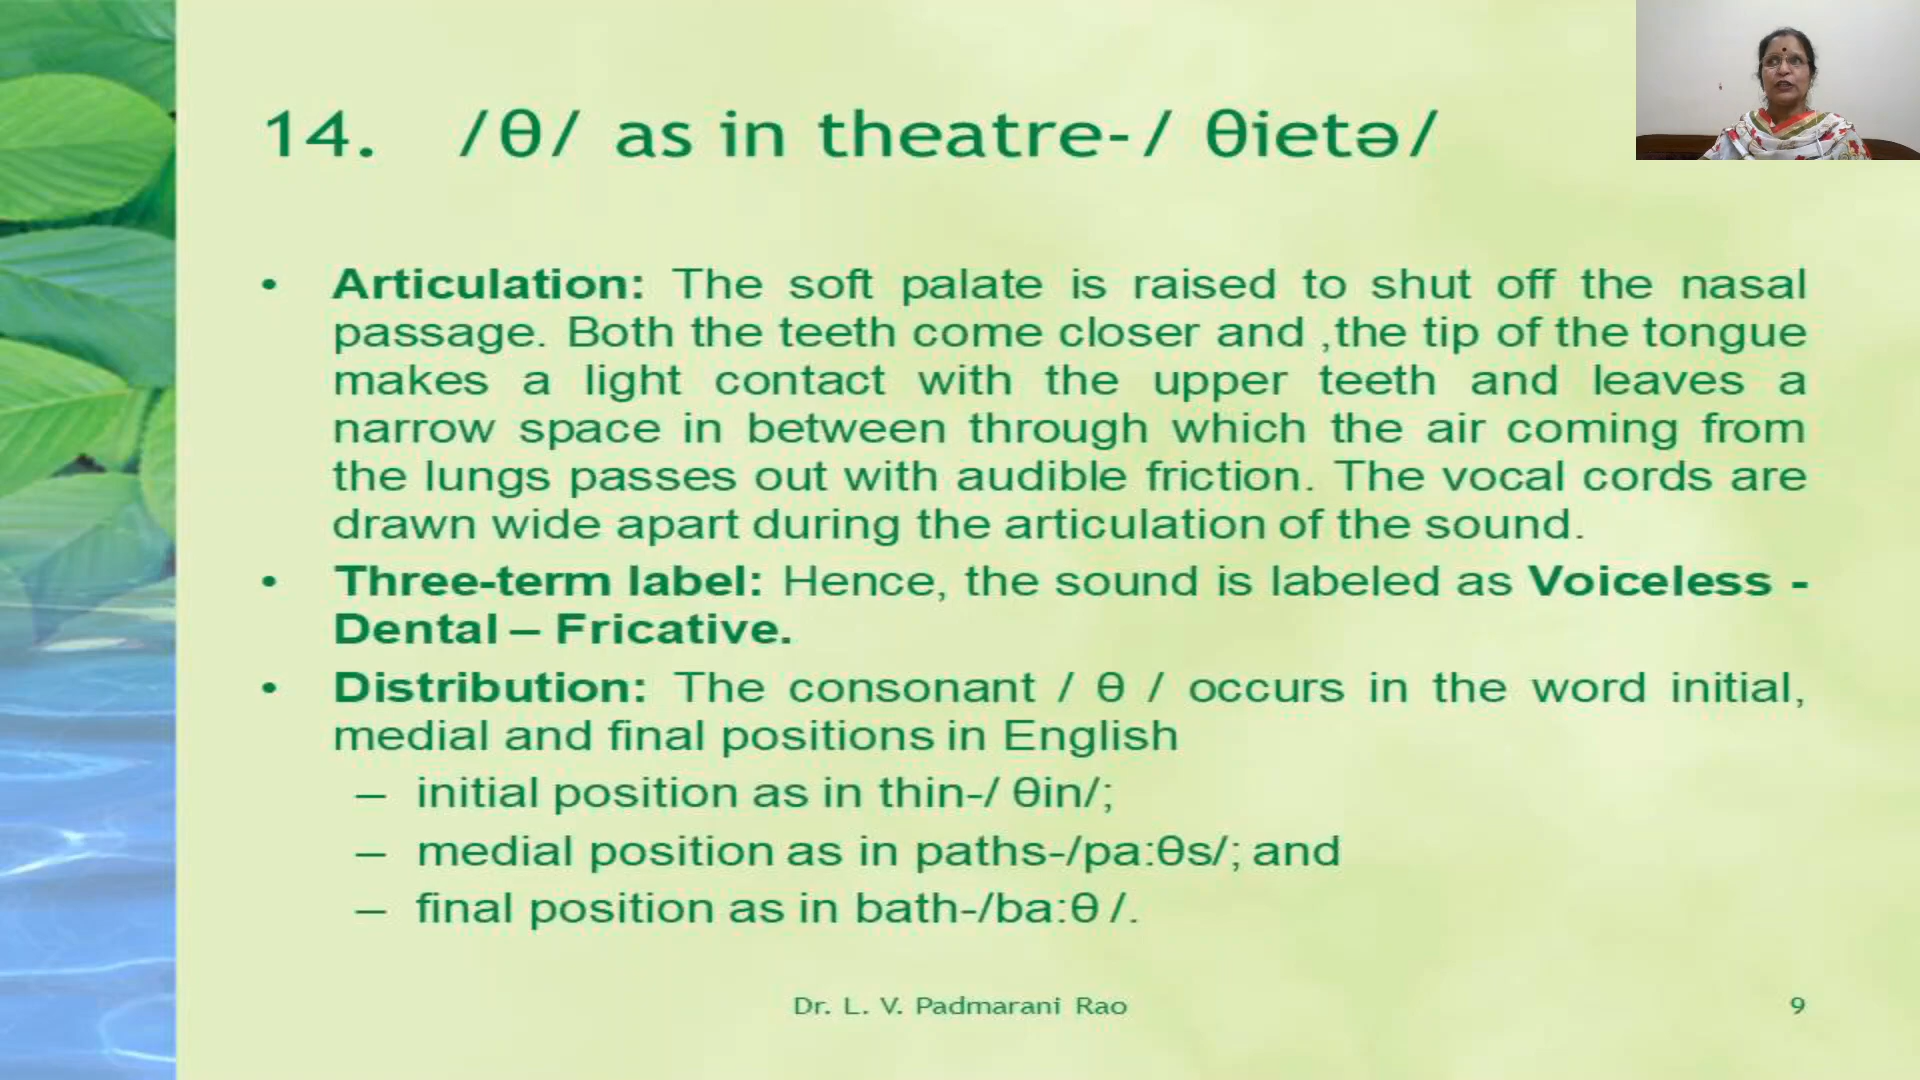 14. /θ/ as in theatre-/ θietə/
• Articulation: The soft palate is raised to shut off the nasal
passage. Both the teeth come closer and ,the tip of the tongue
makes a light contact with the upper teeth and leaves a
narrow space in between through which the air coming from
the lungs passes out with audible friction. The vocal cords are
drawn wide apart during the articulation of the sound.
• Three-term label: Hence, the sound is labeled as Voiceless -
Dental – Fricative.
• Distribution: The consonant / θ / occurs in the word initial,
medial and final positions in English
– initial position as in thin-/ θin/;
– medial position as in paths-/pa:θs/; and
– final position as in bath-/ba:θ /.
Dr. L. V. Padmarani Rao
9